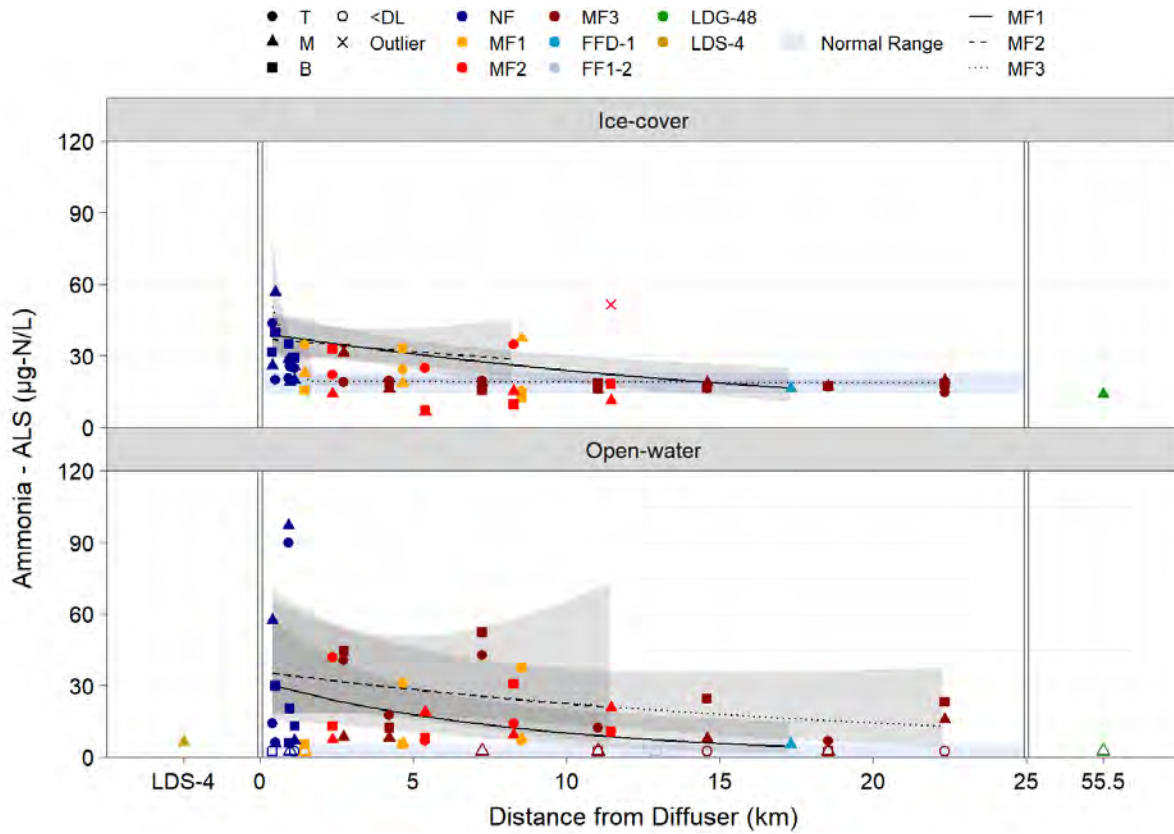 T <DL NF MF3 LDG-48 MF1
M Outlier MF1 FFD-1 LDS-4 Normal Range MF2
B MF2 FF1-2 MF3
Ice-cover
120
90
60
30
0
Open-water
120
90
60
30
0
Ammonia - ALS (µg-N/L)
LDS-4 0 5 10 15 20 25 55.5
Distance from Diffuser (km)